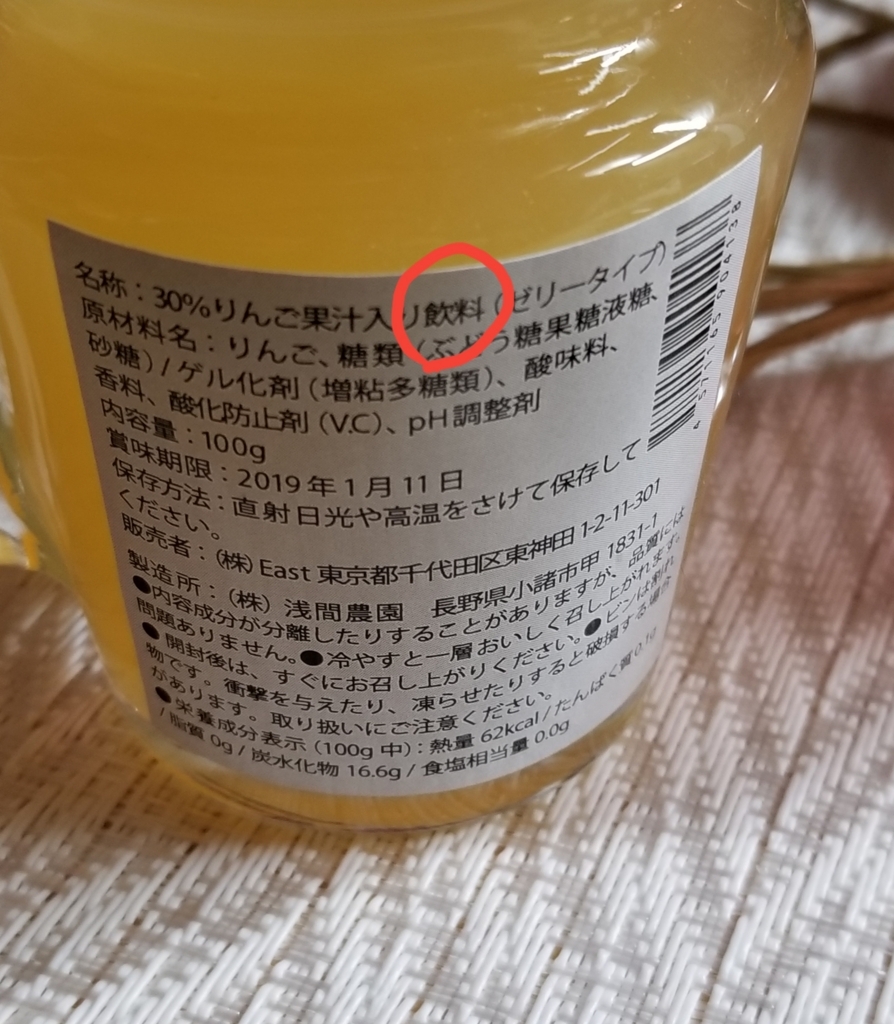 名称：30%りんご果汁入り飲料（ゼリータイプ）
原材料名：りんご、糖類（ぶどう糖果糖液糖、
砂糖）/ ゲル化剤（増粘多糖類）、酸味料、
香料、酸化防止剤（V.C）、pH調整剤
内容量：100g
賞味期限：2019年1月11日
保存方法：直射日光や高温をさけて保存して
ください。
販売者：（株）East 東京都千代田区東神田 1-2-11-301
製造所：（株）浅間農園　長野県小諸市甲 1831-1
●内容成分が分離したりすることがありますが、品質には
問題ありません。●冷やすと一層おいしく召し上がれます。
●開封後は、すぐにお召し上がりください。●ビンは割れ
物です。衝撃を与えたり、凍らせたりすると破損する場合
があります。取り扱いにご注意ください。
●栄養成分表示（100g 中）：熱量 62kcal / たんぱく質 0.1g
/ 脂質 0g / 炭水化物 16.6g / 食塩相当量 0.0g